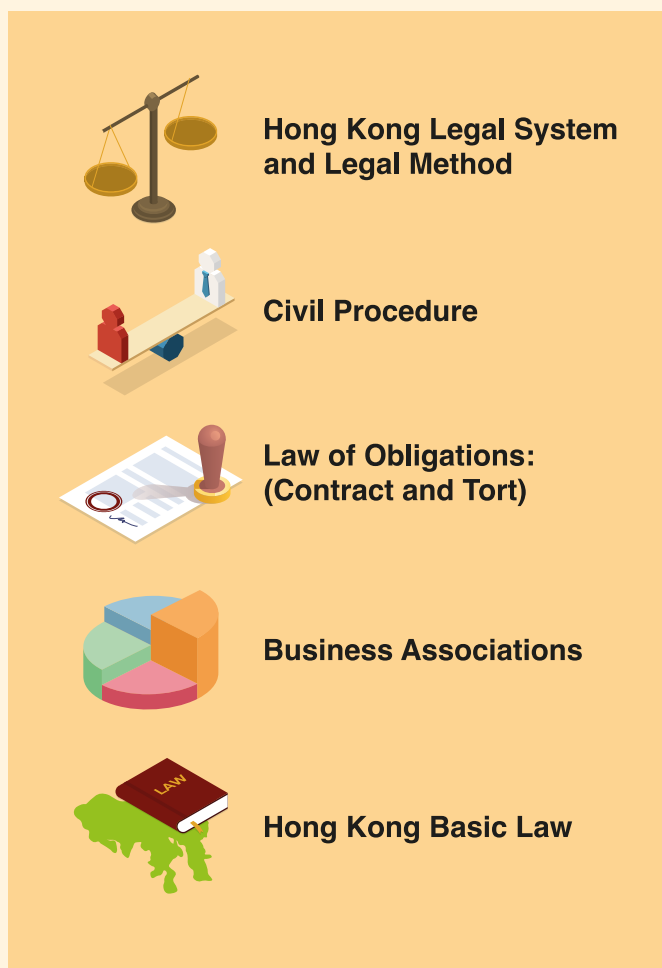 Hong Kong Legal System
and Legal Method
Civil Procedure
Law of Obligations:
(Contract and Tort)
Business Associations
LAW
Hong Kong Basic Law